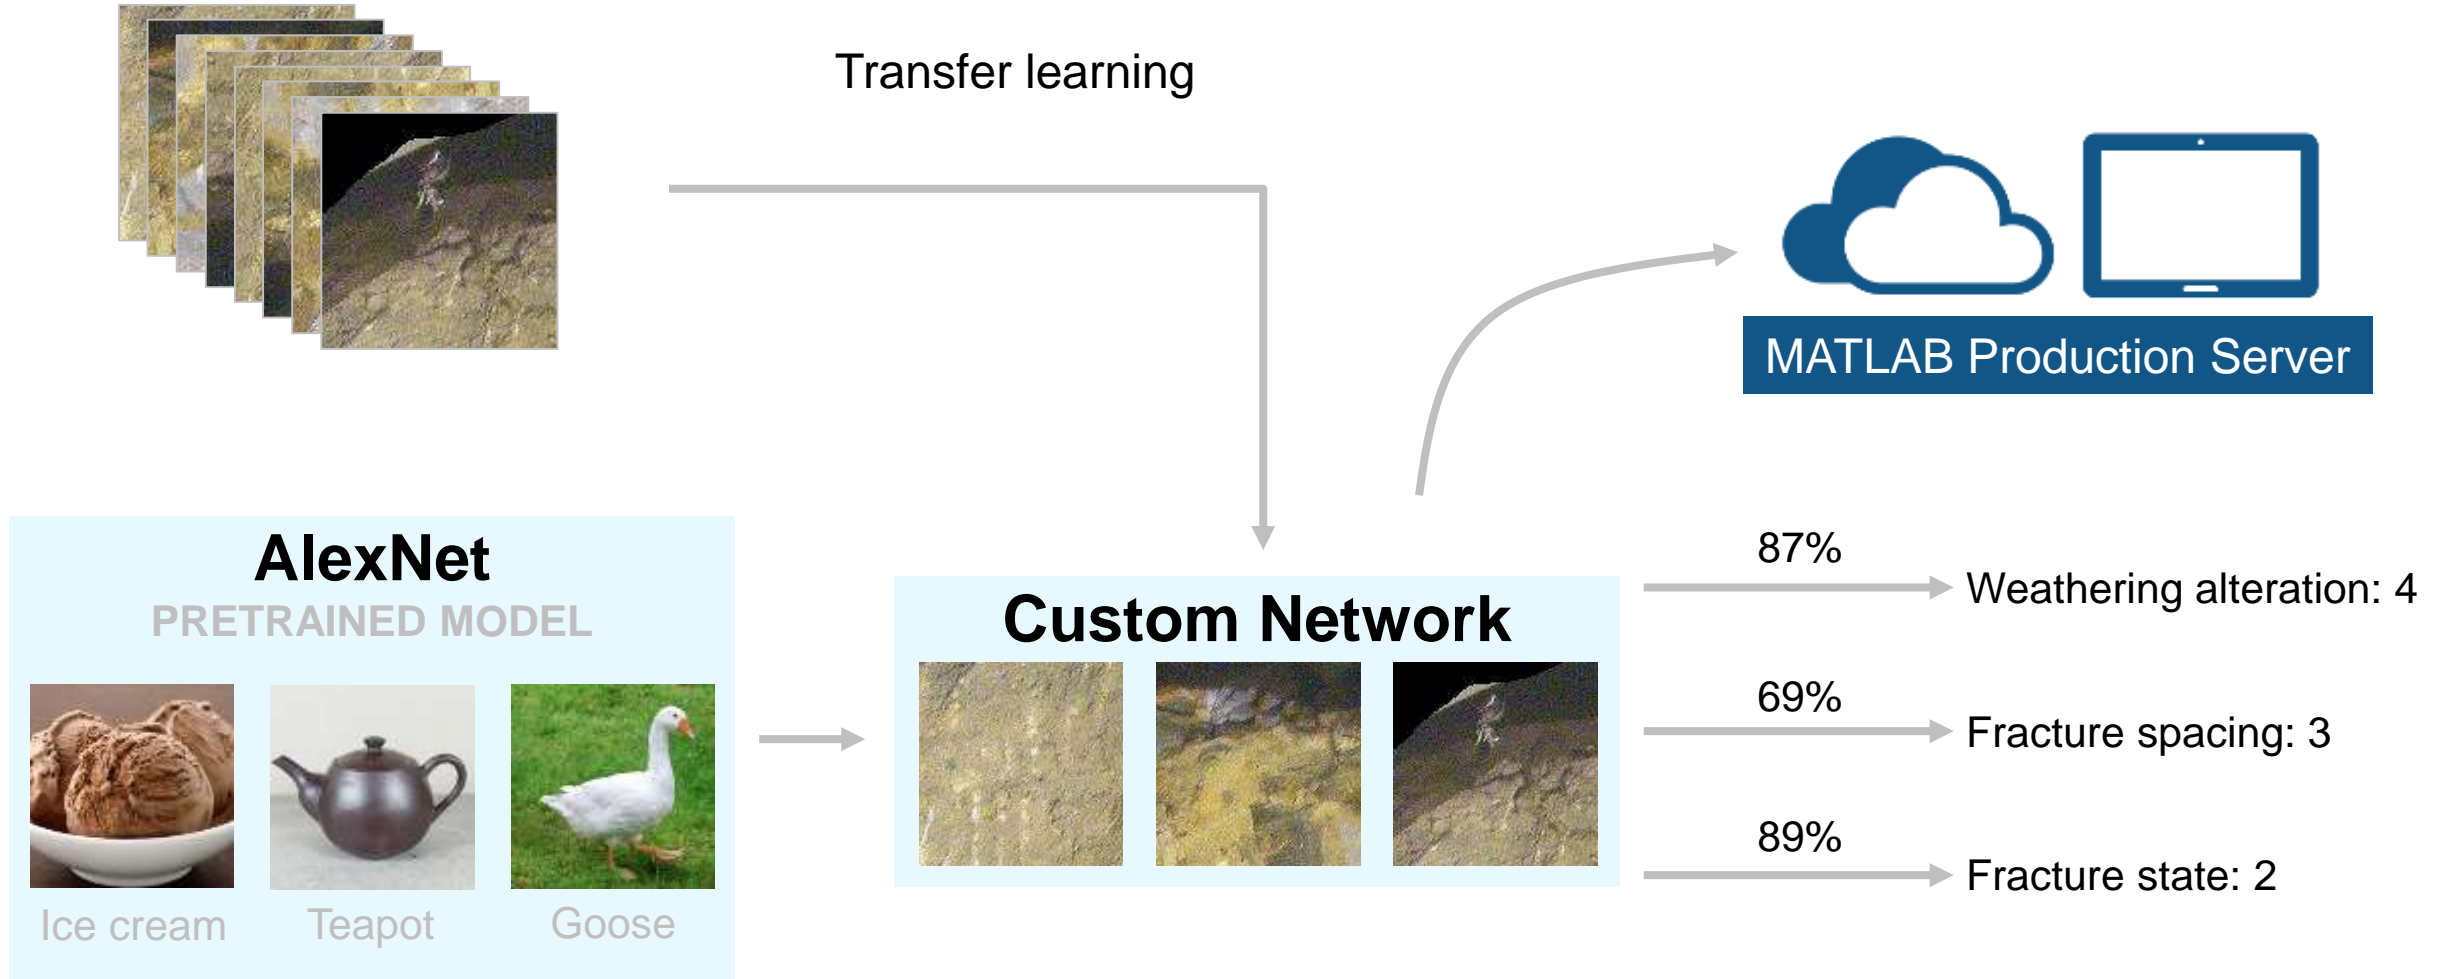 Transfer learning
MATLAB Production Server
AlexNet
PRETRAINED MODEL
Ice cream
Teapot
Goose
Custom Network
87%
Weathering alteration: 4
69%
Fracture spacing: 3
89%
Fracture state: 2